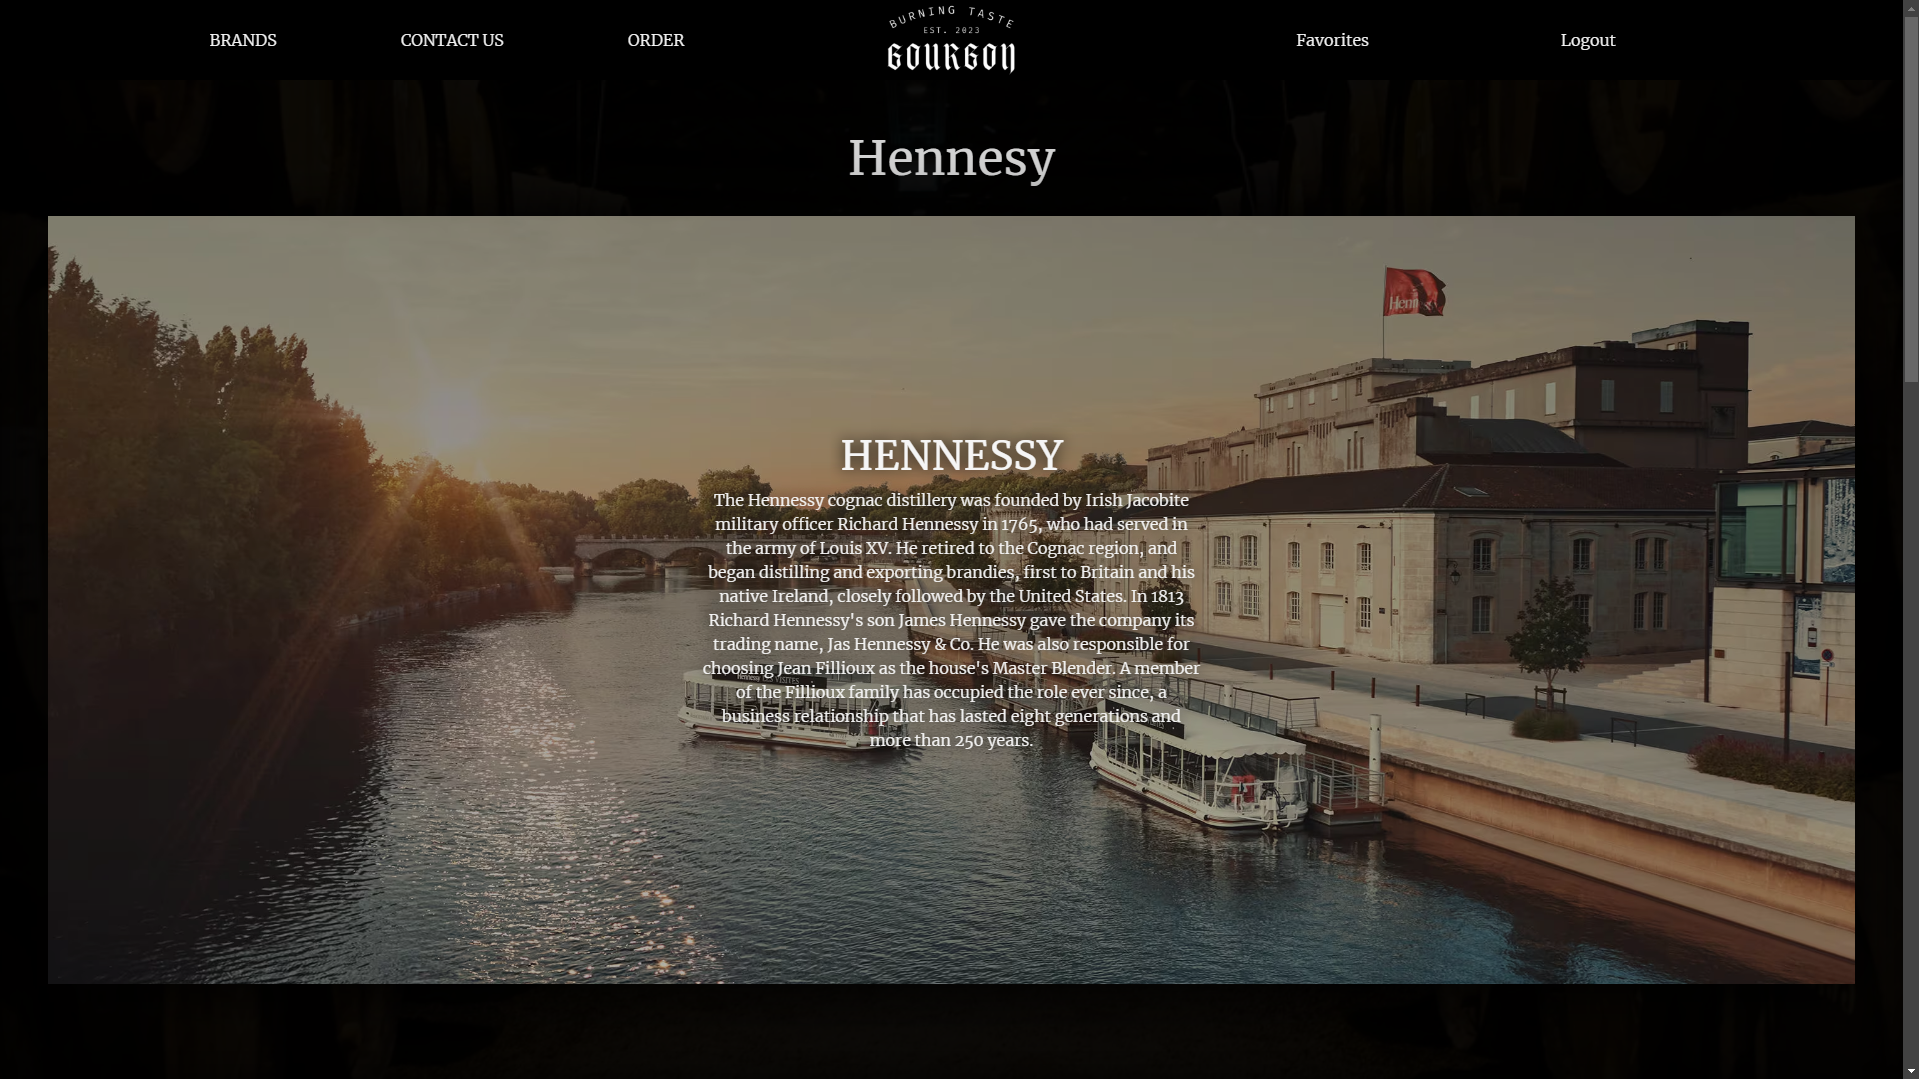 BRANDS
CONTACT US
ORDER
BURNING TASTE
EST. 2023
GOURGON
Favorites
Logout
Hennesy
Henn
HENNESSY
The Hennessy cognac distillery was founded by Irish Jacobite
military officer Richard Hennessy in 1765, who had served in
the army of Louis XV. He retired to the Cognac region, and
began distilling and exporting brandies, first to Britain and his
native Ireland, closely followed by the United States. In 1813
Richard Hennessy's son James Hennessy gave the company its
trading name, Jas Hennessy & Co. He was also responsible for
choosing Jean Fillioux as the house's Master Blender. A member
of the Fillioux family has occupied the role ever since, a
business relationship that has lasted eight generations and
more than 250 years.
Hennessy LES VISITES